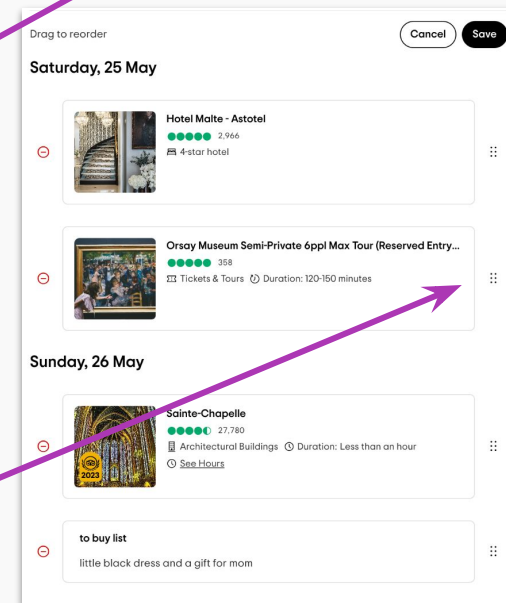 Drag to reorder
Cancel
Save
Saturday, 25 May
Hotel Malte - Astotel
2,966
4-star hotel
Orsay Museum Semi-Private 6ppl Max Tour (Reserved Entry...
358
Tickets & Tours Duration: 120-150 minutes
Sunday, 26 May
Sainte-Chapelle
27,780
Architectural Buildings Duration: Less than an hour
See Hours
2023
to buy list
little black dress and a gift for mom